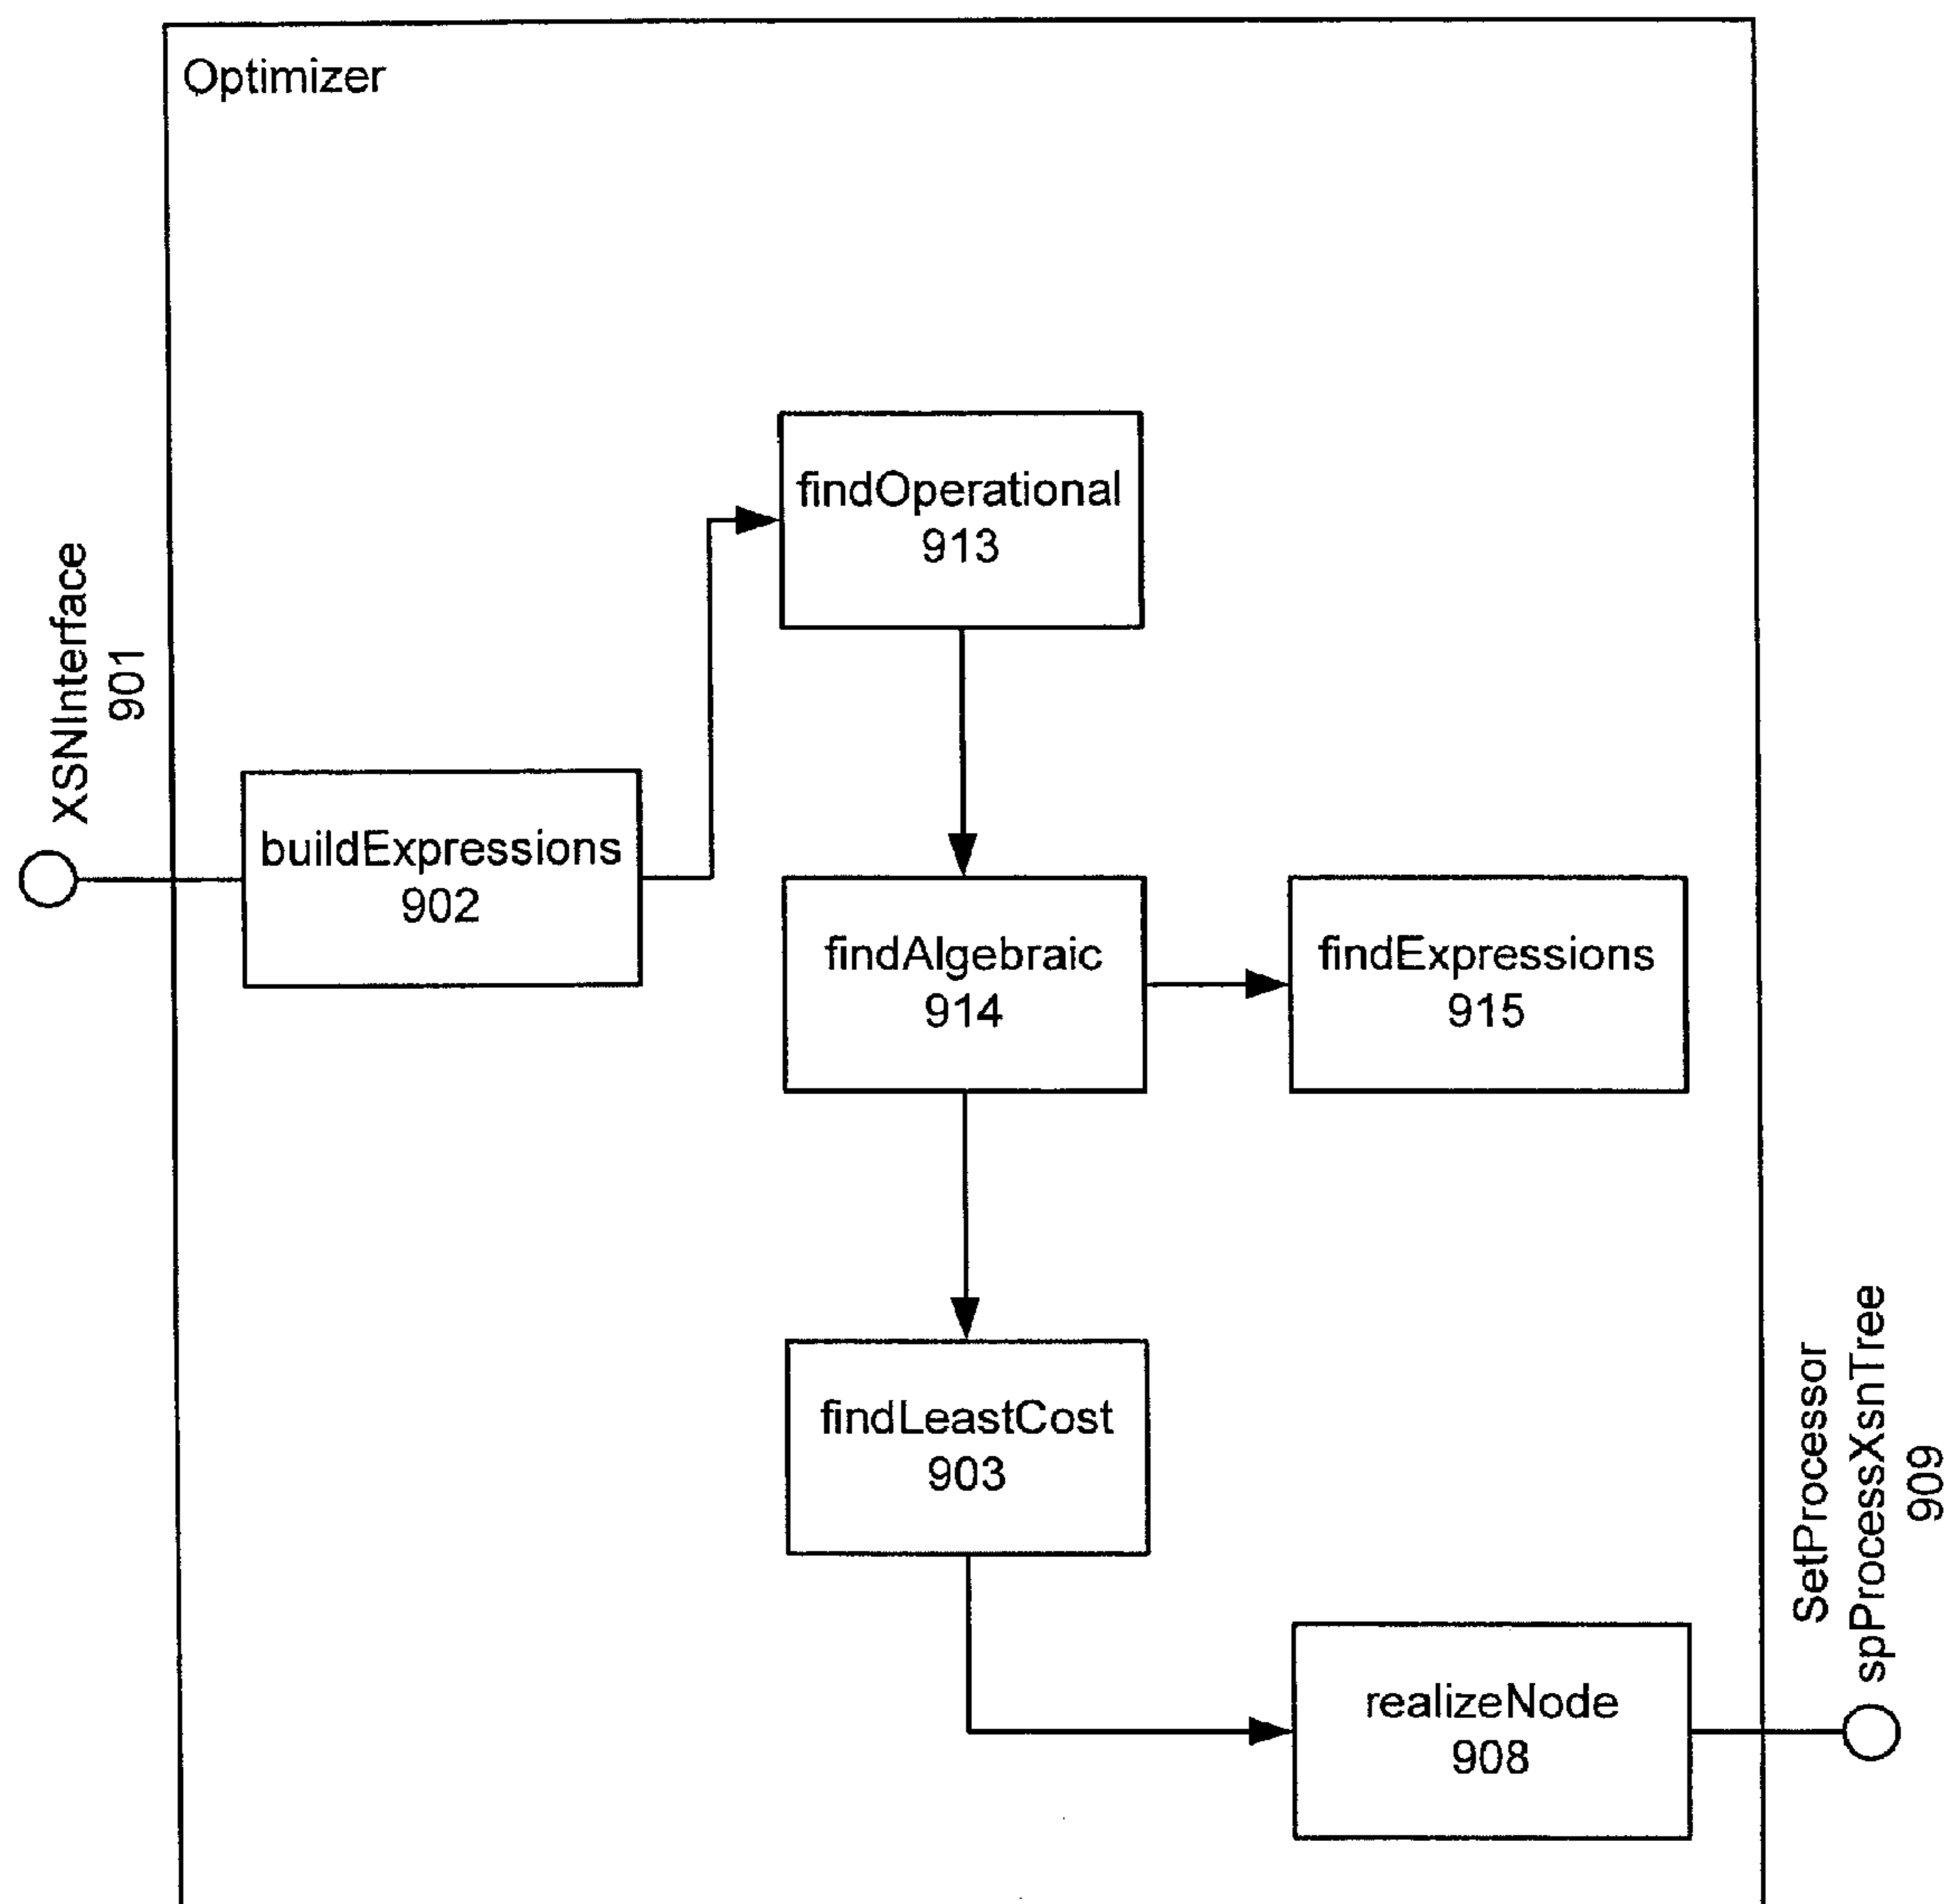 Optimizer
findOperational
913
XSNInterface
901
buildExpressions
902
findAlgebraic
914
findExpressions
915
findLeastCost
903
SetProcessor
spProcessXsnTree
909
realizeNode
908